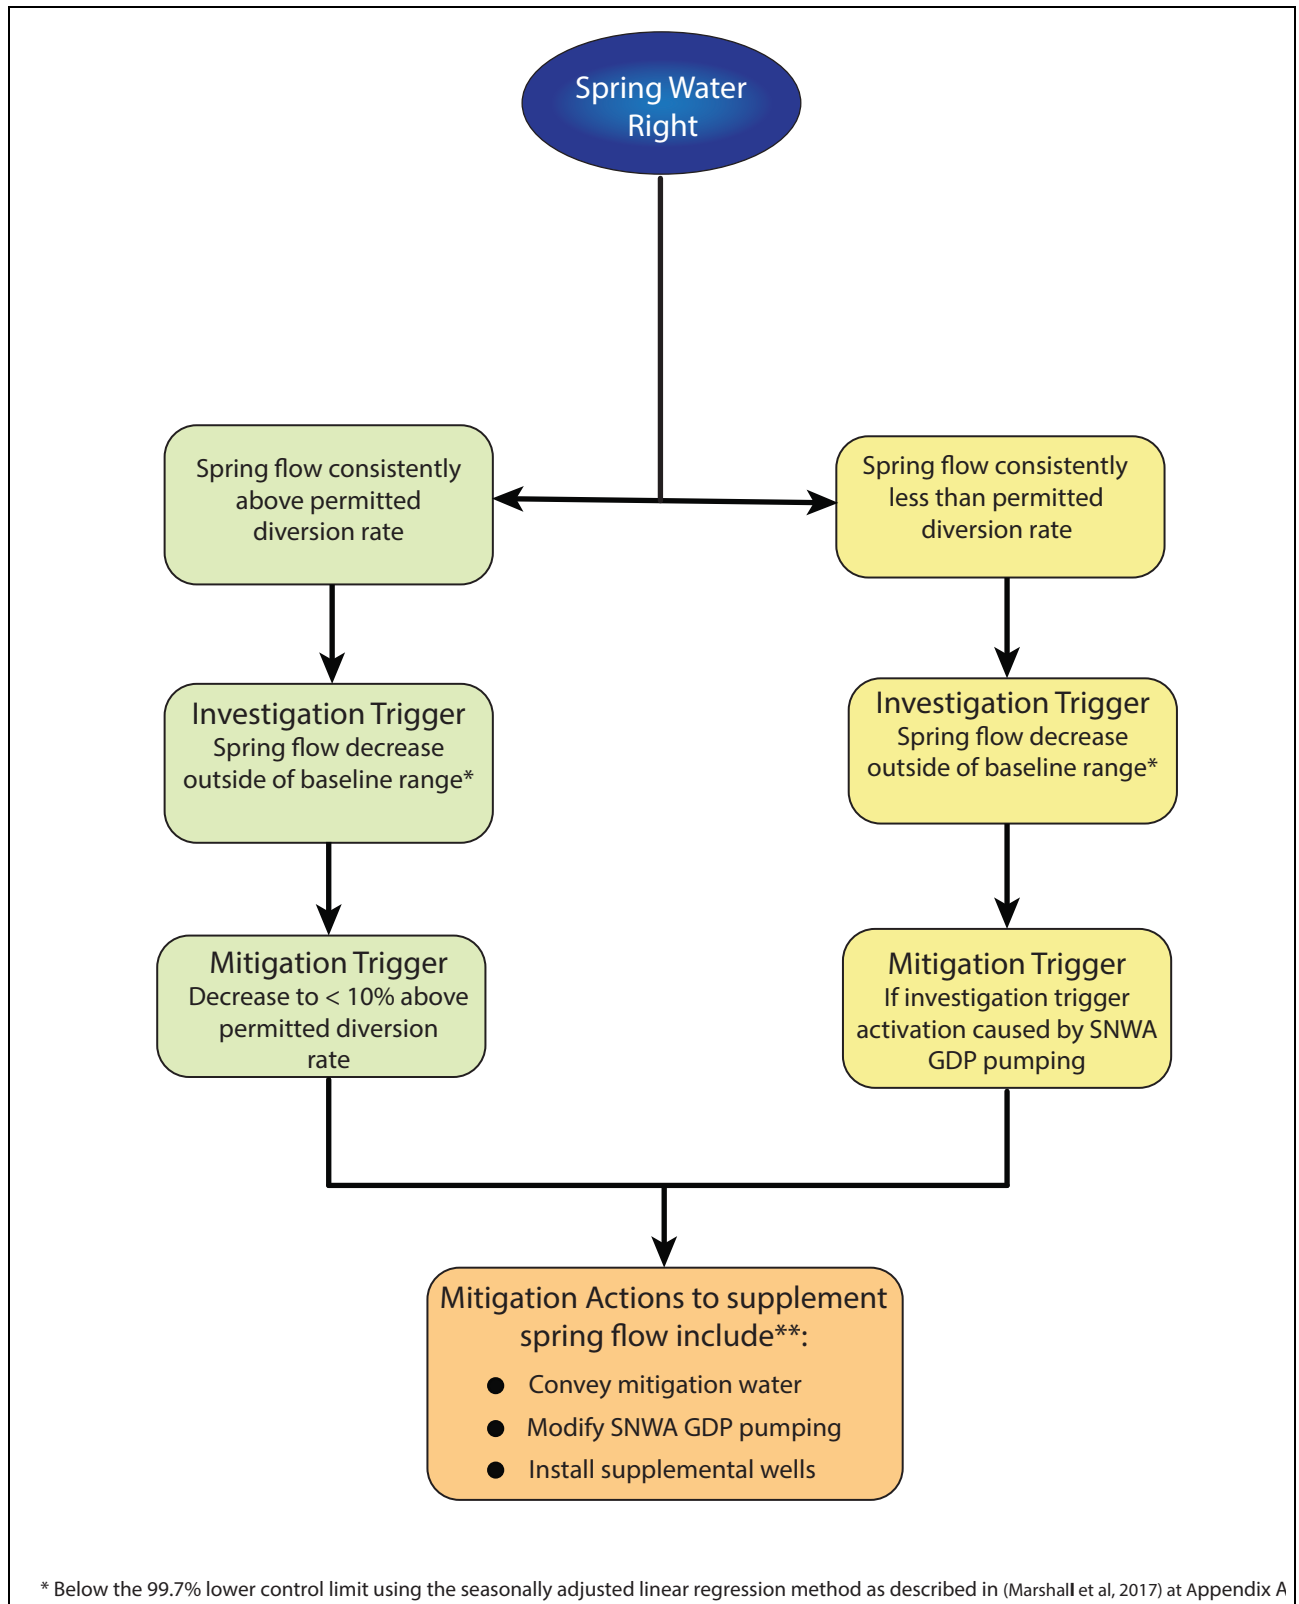 Spring Water
Right
Spring flow consistently
above permitted
diversion rate
Spring flow consistently
less than permitted
diversion rate
Investigation Trigger
Spring flow decrease
outside of baseline range*
Investigation Trigger
Spring flow decrease
outside of baseline range*
Mitigation Trigger
Decrease to < 10% above
permitted diversion
rate
Mitigation Trigger
If investigation trigger
activation caused by SNWA
GDP pumping
Mitigation Actions to supplement
spring flow include**:
● Convey mitigation water
● Modify SNWA GDP pumping
● Install supplemental wells
* Below the 99.7% lower control limit using the seasonally adjusted linear regression method as described in (Marshall et al, 2017) at Appendix A